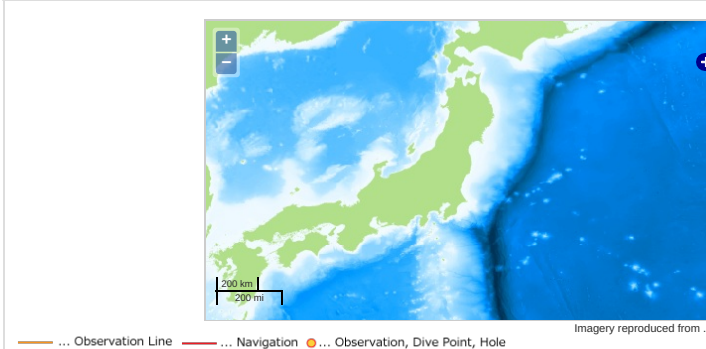 +
−
200 km
200 mi
Imagery reproduced from .
... Observation Line ... Navigation ... Observation, Dive Point, Hole